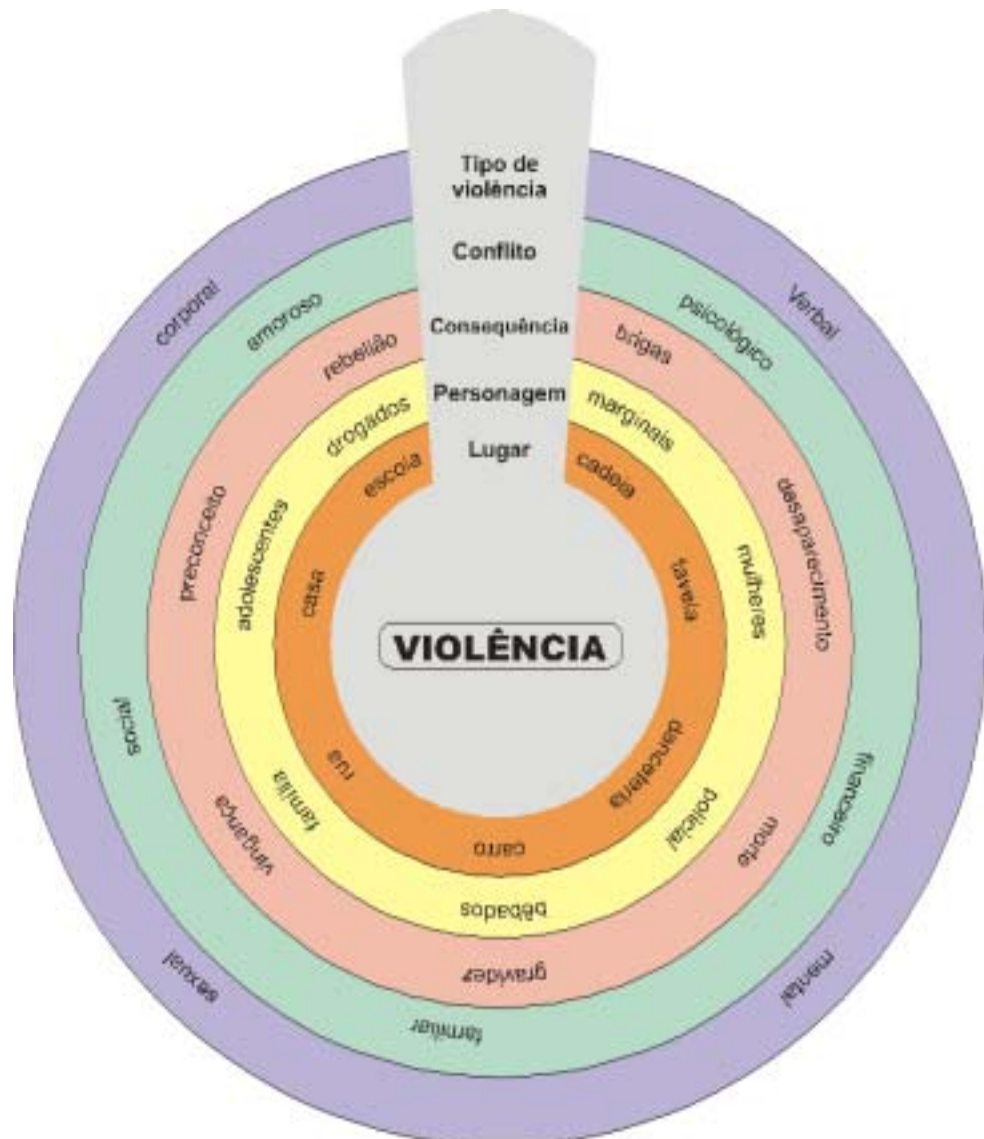 Tipo de
violência
Conflito
Consequência
Personagem
Lugar
VIOLÊNCIA
Verbal
mental
sexual
corporal
psicológico
financeiro
familiar
social
amoroso
brigas
desaparecimento
morte
gravidez
vingança
preconceito
rebelião
marginais
mulheres
policial
bêbados
família
adolescentes
drogados
cadeia
favela
danceteria
carro
rua
casa
escola